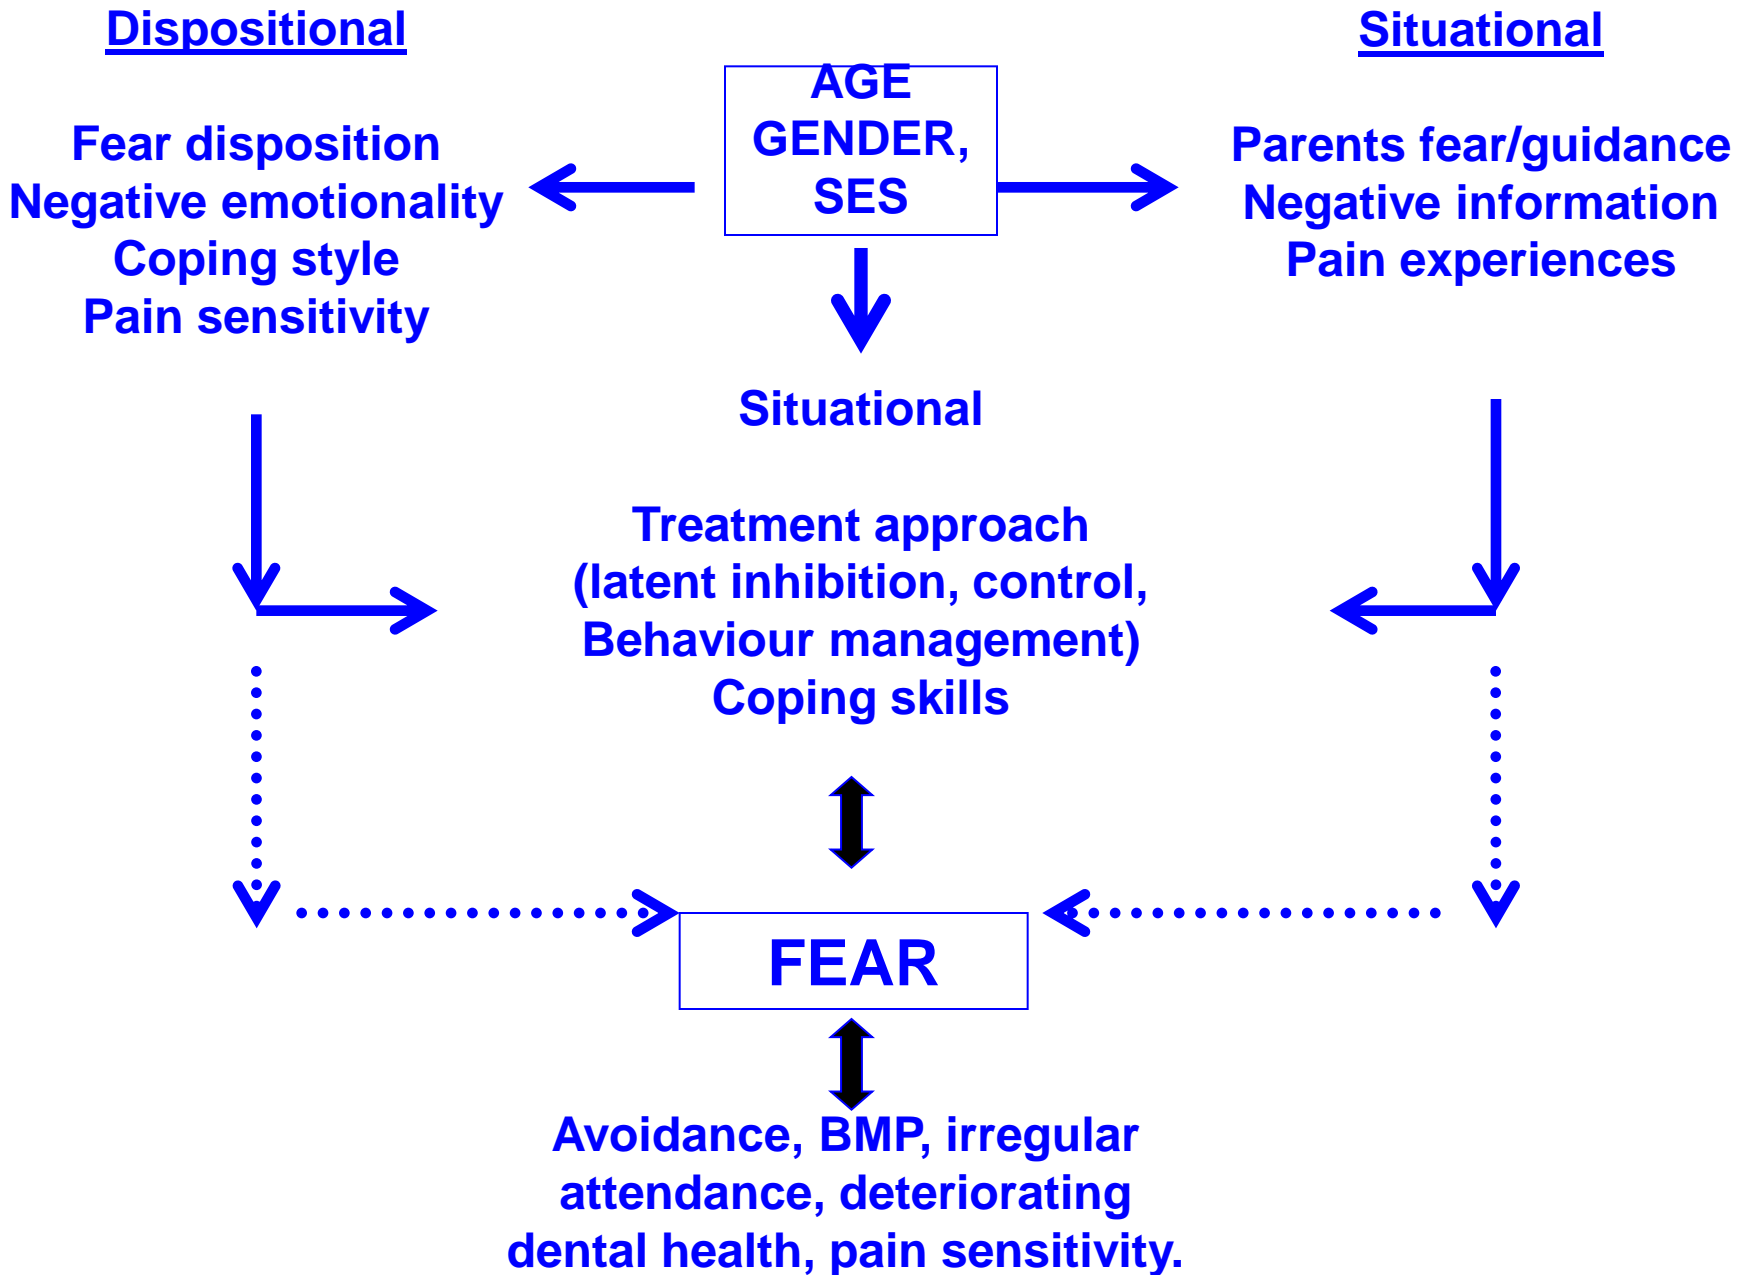 Dispositional
Fear disposition
Negative emotionality
Coping style
Pain sensitivity
AGE
GENDER,
SES
Situational
Parents fear/guidance
Negative information
Pain experiences
Situational
Treatment approach
(latent inhibition, control,
Behaviour management)
Coping skills
FEAR
Avoidance, BMP, irregular
attendance, deteriorating
dental health, pain sensitivity.